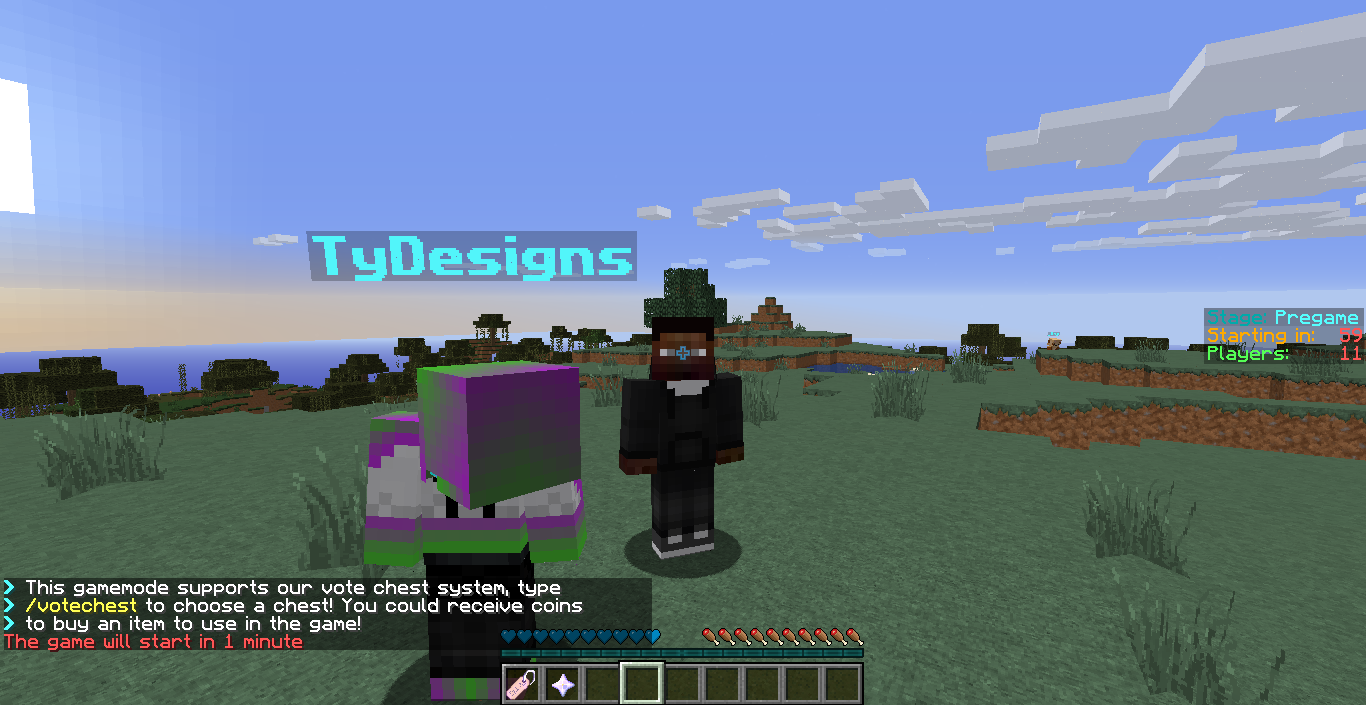 TyDesigns
Stage: Pregame
Starting in: 59
Players: 11
> This gamemode supports our vote chest system, type
> /votechest to choose a chest! You could receive coins
> to buy an item to use in the game!
The game will start in 1 minute